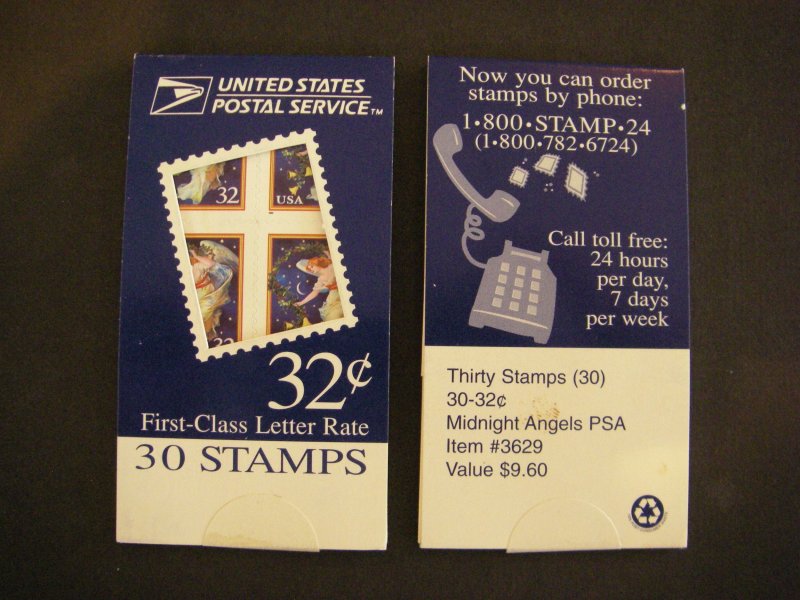 UNITED STATES
POSTAL SERVICE™
32
USA
32
32¢
First-Class Letter Rate
30 STAMPS
Now you can order
stamps by phone:
1•800•STAMP•24
(1•800•782•6724)
Call toll free:
24 hours
per day,
7 days
per week
Thirty Stamps (30)
30-32¢
Midnight Angels PSA
Item #3629
Value $9.60